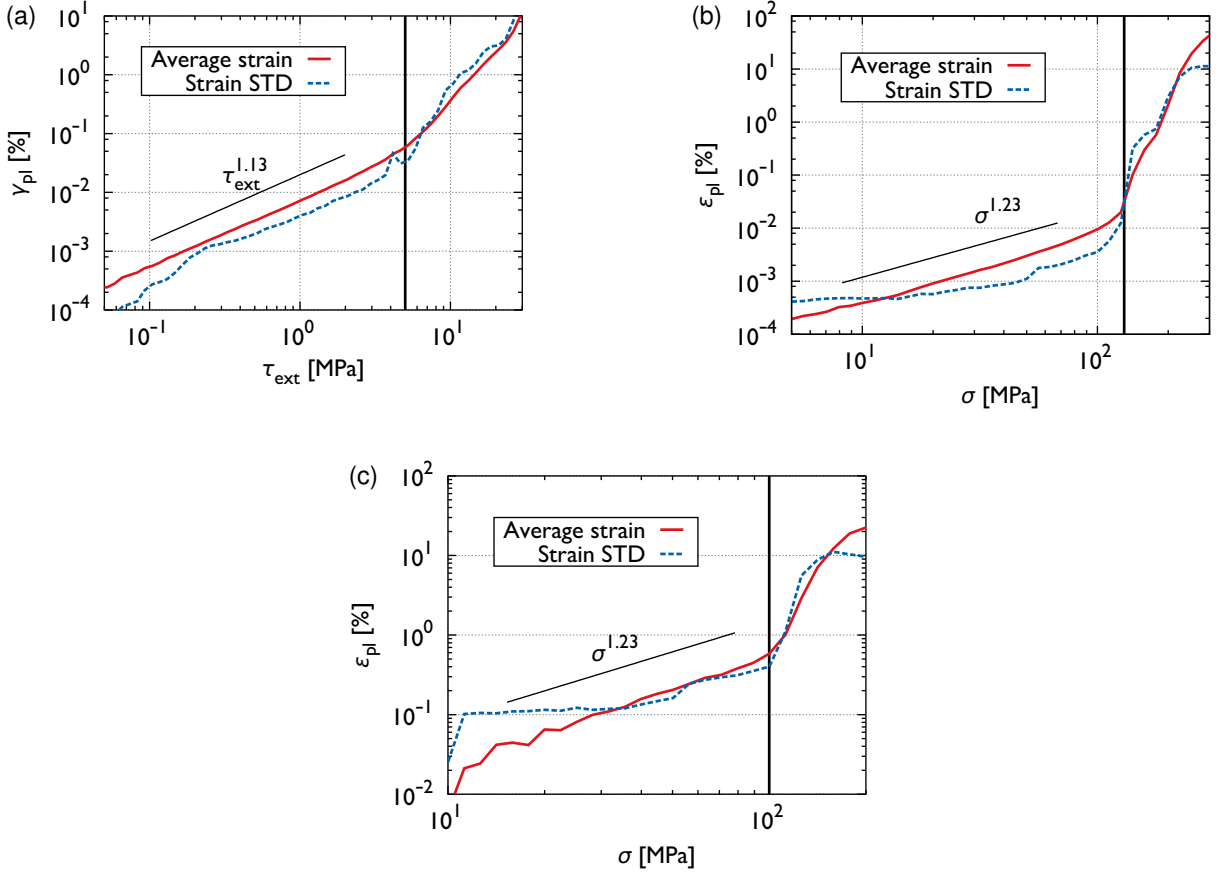 (a)
10^1
10^0
10^-1
10^-2
10^-3
10^-4
γ_pl [%]
Average strain
Strain STD
τ_ext^1.13
10^-1
10^0
10^1
τ_ext [MPa]
(b)
10^2
10^1
10^0
10^-1
10^-2
10^-3
10^-4
ε_pl [%]
Average strain
Strain STD
σ^1.23
10^1
10^2
σ [MPa]
(c)
10^2
10^1
10^0
10^-1
10^-2
ε_pl [%]
Average strain
Strain STD
σ^1.23
10^1
10^2
σ [MPa]